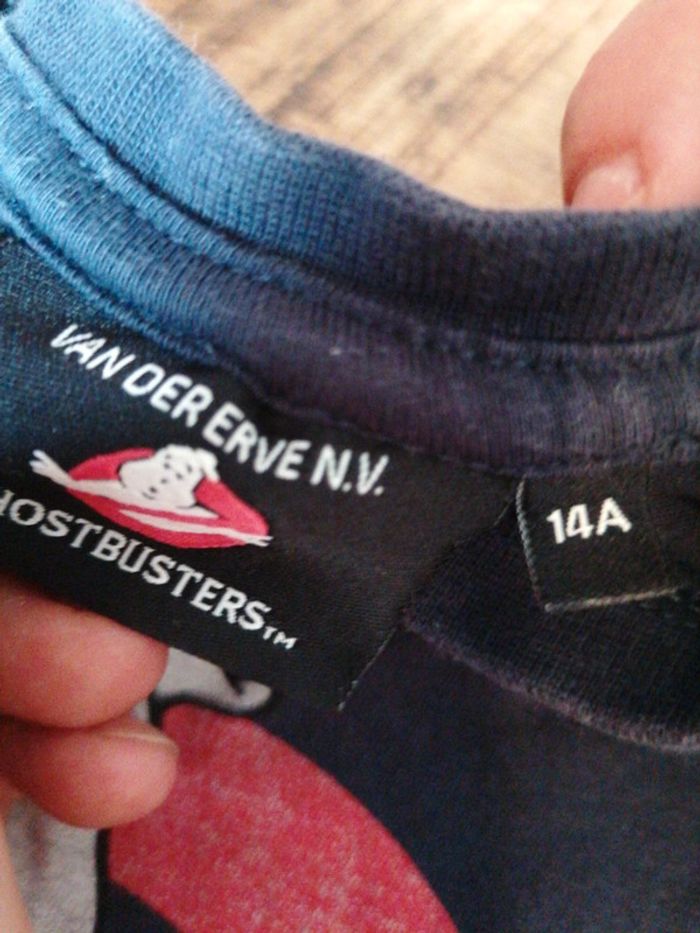 VAN DER ERVE N.V.
HOSTBUSTERS™
14A